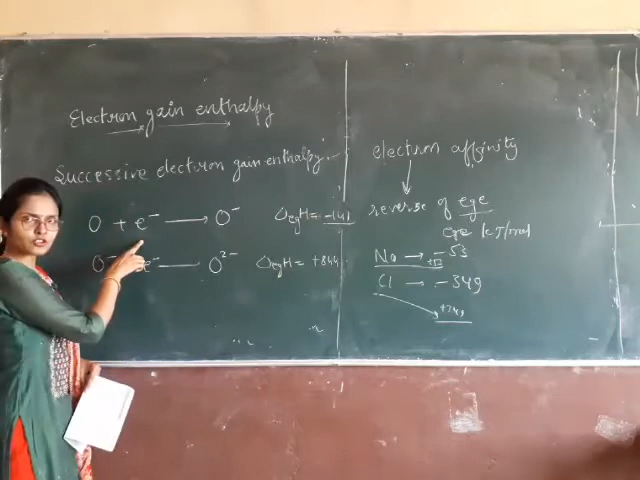 Electron gain enthalpy
Successive electron gain enthalpy
O + e⁻ → O⁻ ΔegH = -141
O⁻ e⁻ → O²⁻ ΔegH = +844
electron affinity
reverse of ege
kJ/mol
Na → -53
+53
Cl → -349
+349